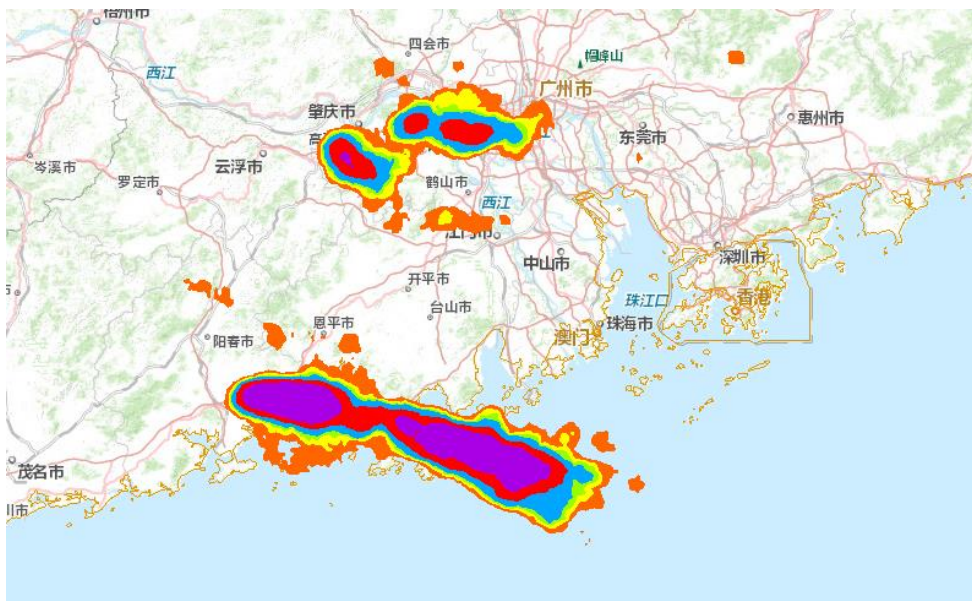 梧州市
四会市
帽峰山
西江
广州市
肇庆市
惠州市
东莞市
岑溪市
云浮市
罗定市
鹤山市
西江
江门市
中山市
深圳市
开平市
珠江口
香港
台山市
恩平市
珠海市
澳门
阳春市
茂名市
川市